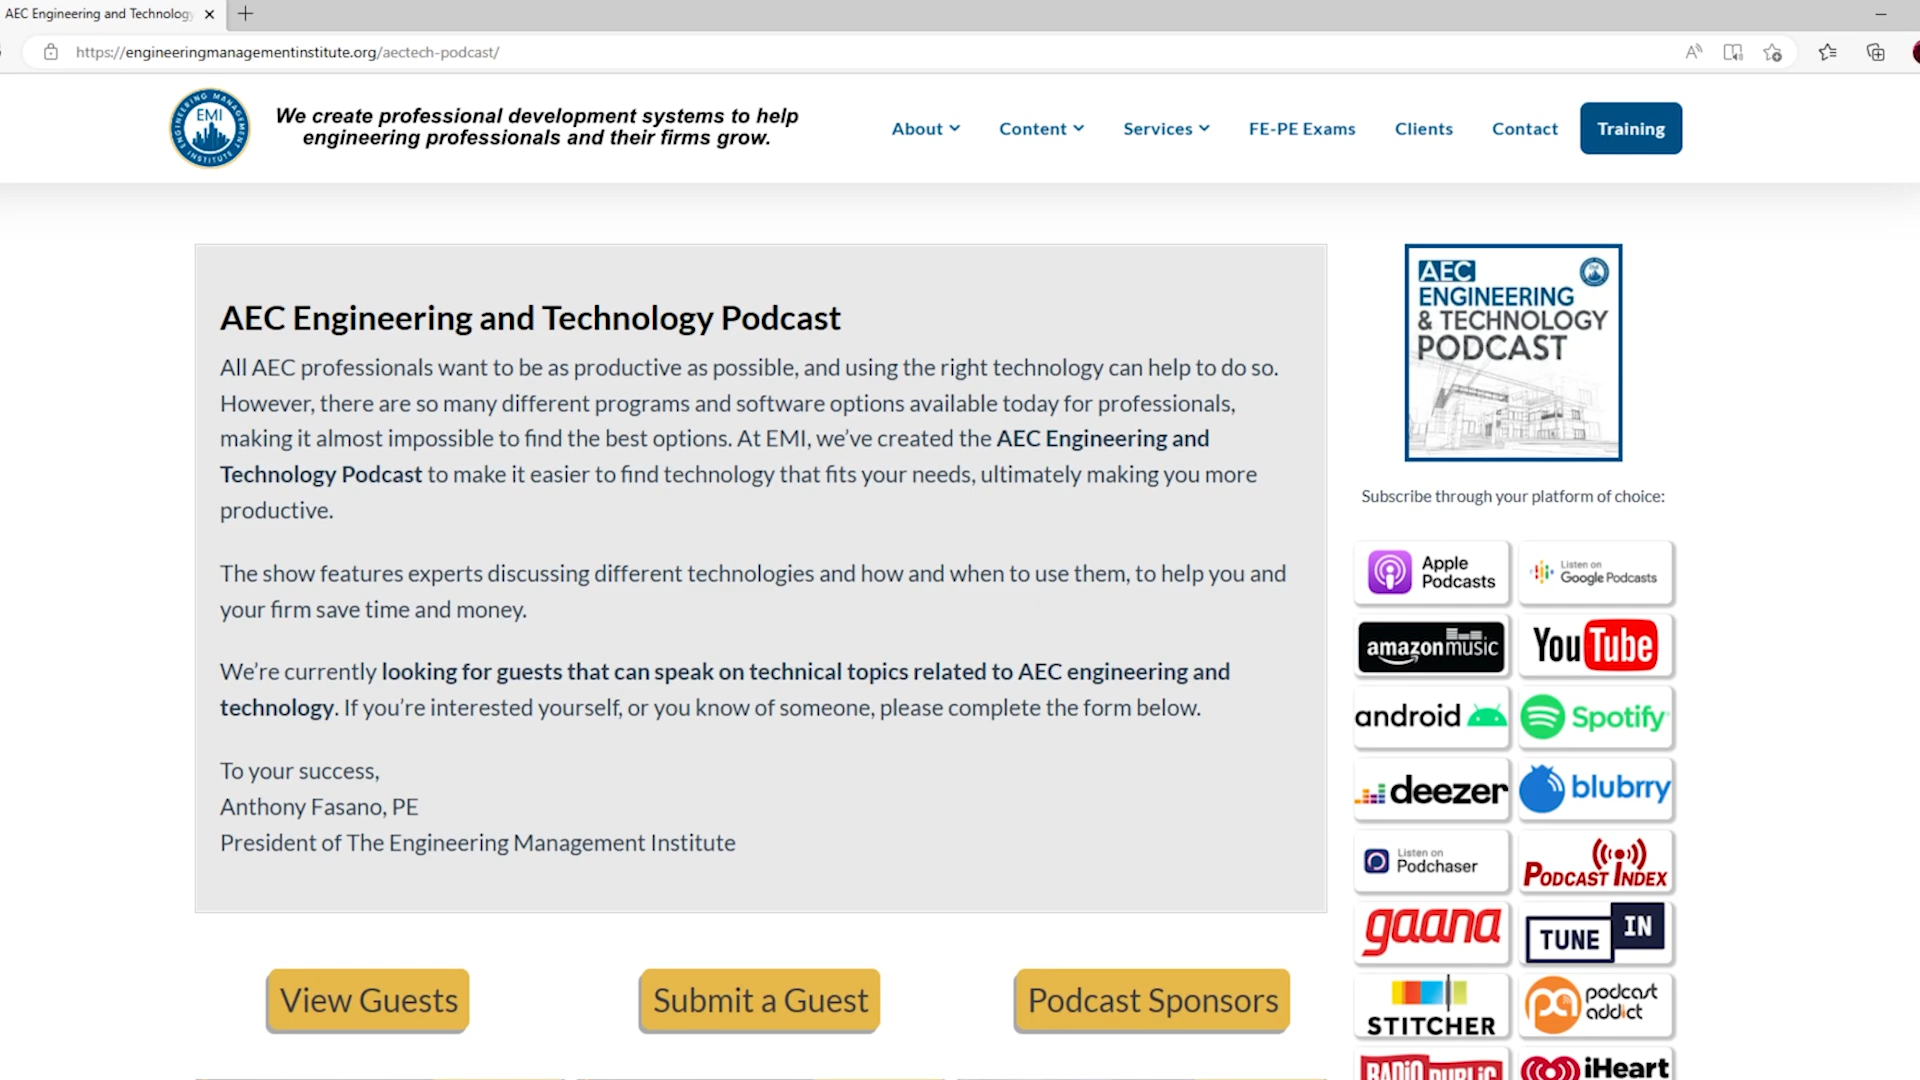 AEC Engineering and Technology
https://engineeringmanagementinstitute.org/aectech-podcast/
ENGINEERING MANAGEMENT INSTITUTE
EMI
We create professional development systems to help
engineering professionals and their firms grow.
About
Content
Services
FE-PE Exams
Clients
Contact
Training
AEC Engineering and Technology Podcast
All AEC professionals want to be as productive as possible, and using the right technology can help to do so.
However, there are so many different programs and software options available today for professionals,
making it almost impossible to find the best options. At EMI, we’ve created the AEC Engineering and
Technology Podcast to make it easier to find technology that fits your needs, ultimately making you more
productive.
The show features experts discussing different technologies and how and when to use them, to help you and
your firm save time and money.
We’re currently looking for guests that can speak on technical topics related to AEC engineering and
technology. If you’re interested yourself, or you know of someone, please complete the form below.
To your success,
Anthony Fasano, PE
President of The Engineering Management Institute
View Guests
Submit a Guest
Podcast Sponsors
AEC
ENGINEERING
& TECHNOLOGY
PODCAST
Subscribe through your platform of choice:
Apple
Podcasts
Listen on
Google Podcasts
amazon music
YouTube
android
Spotify
deezer
blubrry
Listen on
Podchaser
PODCAST INDEX
gaana
TUNE IN
STITCHER
podcast
addict
RADIO PUBLIC
iHeart